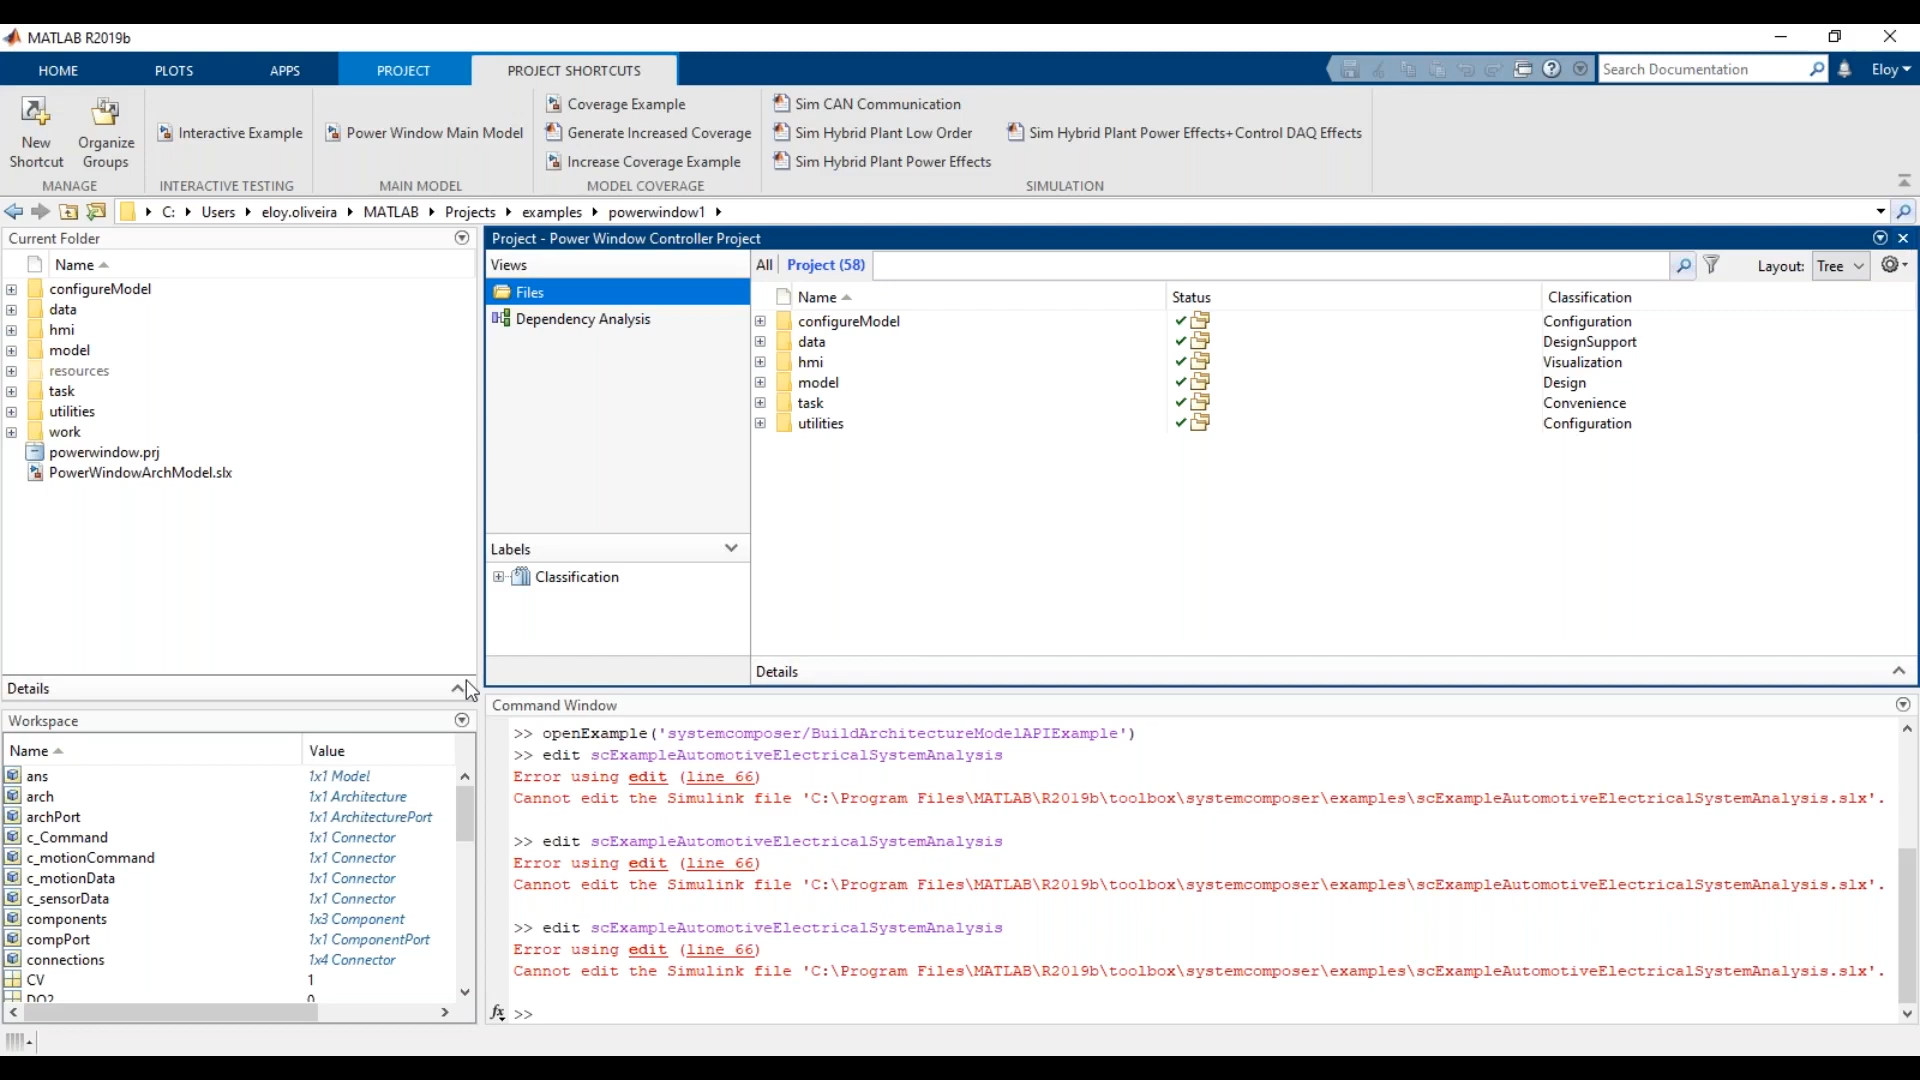 MATLAB R2019b
HOME PLOTS APPS PROJECT PROJECT SHORTCUTS
Search Documentation
Eloy
New Shortcut
Organize Groups
MANAGE
Interactive Example
INTERACTIVE TESTING
Power Window Main Model
MAIN MODEL
Coverage Example
Generate Increased Coverage
Increase Coverage Example
MODEL COVERAGE
Sim CAN Communication
Sim Hybrid Plant Low Order
Sim Hybrid Plant Power Effects
Sim Hybrid Plant Power Effects+Control DAQ Effects
SIMULATION
C: Users eloy.oliveira MATLAB Projects examples powerwindow1
Current Folder
Name
configureModel
data
hmi
model
resources
task
utilities
work
powerwindow.prj
PowerWindowArchModel.slx
Details
Workspace
Name Value
ans 1x1 Model
arch 1x1 Architecture
archPort 1x1 ArchitecturePort
c_Command 1x1 Connector
c_motionCommand 1x1 Connector
c_motionData 1x1 Connector
c_sensorData 1x1 Connector
components 1x3 Component
compPort 1x1 ComponentPort
connections 1x4 Connector
CV 1
DO2 0
Project - Power Window Controller Project
Views
Files
Dependency Analysis
Labels
Classification
All Project (58)
Layout: Tree
Name Status Classification
configureModel Configuration
data DesignSupport
hmi Visualization
model Design
task Convenience
utilities Configuration
Details
Command Window
>> openExample('systemcomposer/BuildArchitectureModelAPIExample')
>> edit scExampleAutomotiveElectricalSystemAnalysis
Error using edit (line 66)
Cannot edit the Simulink file 'C:\Program Files\MATLAB\R2019b\toolbox\systemcomposer\examples\scExampleAutomotiveElectricalSystemAnalysis.slx'.
>> edit scExampleAutomotiveElectricalSystemAnalysis
Error using edit (line 66)
Cannot edit the Simulink file 'C:\Program Files\MATLAB\R2019b\toolbox\systemcomposer\examples\scExampleAutomotiveElectricalSystemAnalysis.slx'.
>> edit scExampleAutomotiveElectricalSystemAnalysis
Error using edit (line 66)
Cannot edit the Simulink file 'C:\Program Files\MATLAB\R2019b\toolbox\systemcomposer\examples\scExampleAutomotiveElectricalSystemAnalysis.slx'.
fx >>